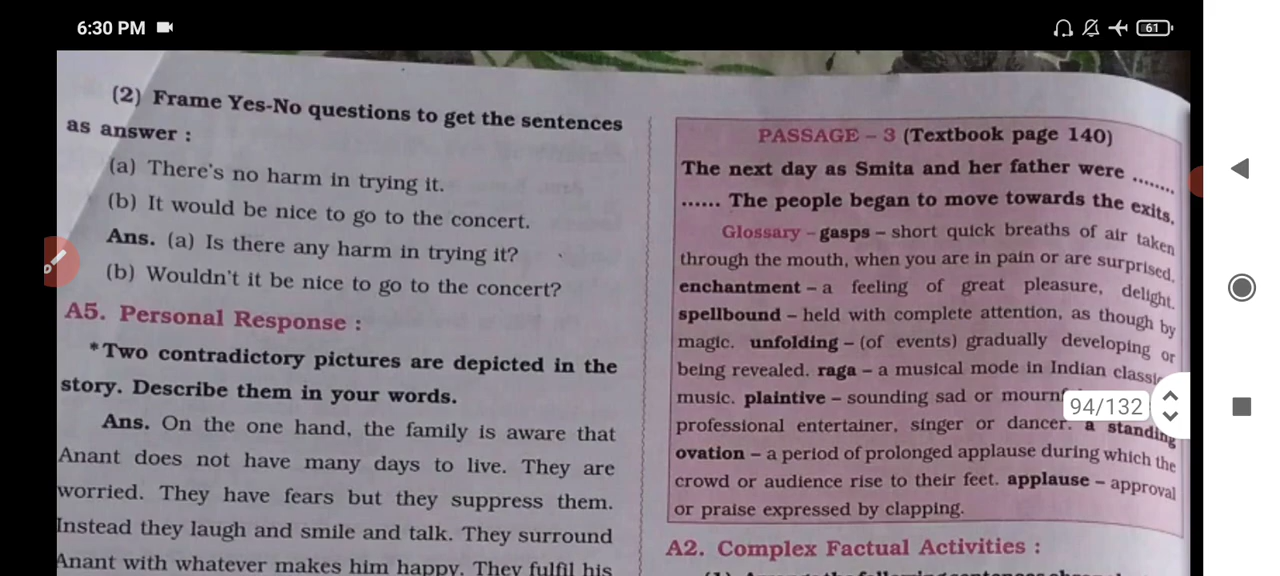 6:30 PM
61
(2) Frame Yes-No questions to get the sentences
as answer :
(a) There's no harm in trying it.
(b) It would be nice to go to the concert.
Ans. (a) Is there any harm in trying it?
(b) Wouldn't it be nice to go to the concert?
A5. Personal Response :
*Two contradictory pictures are depicted in the
story. Describe them in your words.
Ans. On the one hand, the family is aware that
Anant does not have many days to live. They are
worried. They have fears but they suppress them.
Instead they laugh and smile and talk. They surround
Anant with whatever makes him happy. They fulfil his
PASSAGE – 3 (Textbook page 140)
The next day as Smita and her father were ........
...... The people began to move towards the exits.
Glossary – gasps – short quick breaths of air taken
through the mouth, when you are in pain or are surprised.
enchantment – a feeling of great pleasure, delight.
spellbound – held with complete attention, as though by
magic. unfolding – (of events) gradually developing or
being revealed. raga – a musical mode in Indian
music. plaintive – sounding sad or
professional entertainer, singer or dancer. a standing
ovation – a period of prolonged applause during which the
crowd or audience rise to their feet. applause – approval
or praise expressed by clapping.
A2. Complex Factual Activities :
94/132